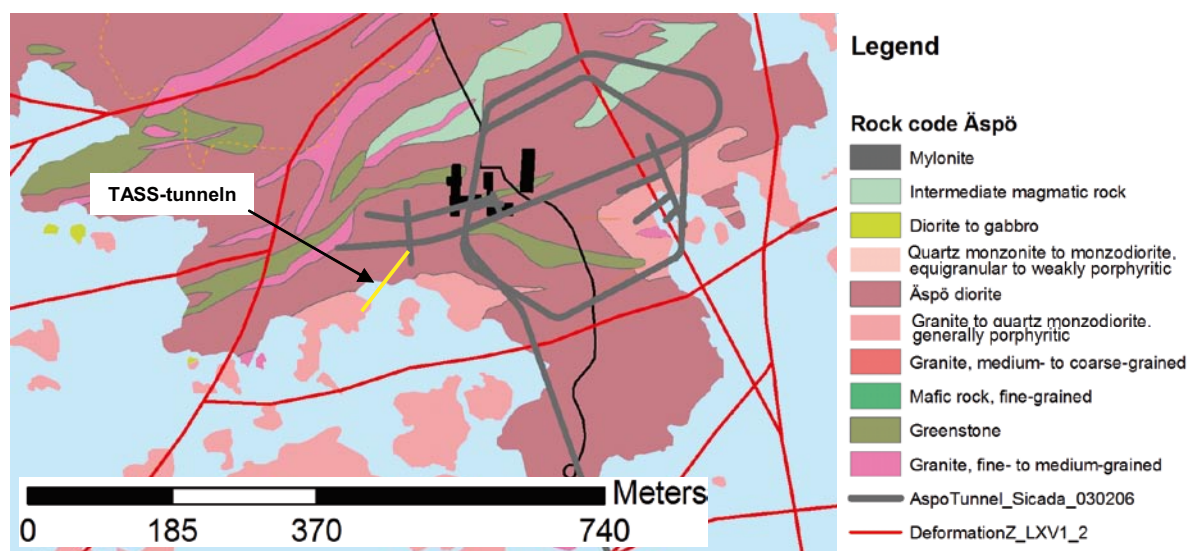 TASS-tunneln
Meters
0 185 370 740
Legend
Rock code Äspö
Mylonite
Intermediate magmatic rock
Diorite to gabbro
Quartz monzonite to monzodiorite,
equigranular to weakly porphyritic
Äspö diorite
Granite to quartz monzodiorite,
generally porphyritic
Granite, medium- to coarse-grained
Mafic rock, fine-grained
Greenstone
Granite, fine- to medium-grained
AspoTunnel_Sicada_030206
DeformationZ_LXV1_2